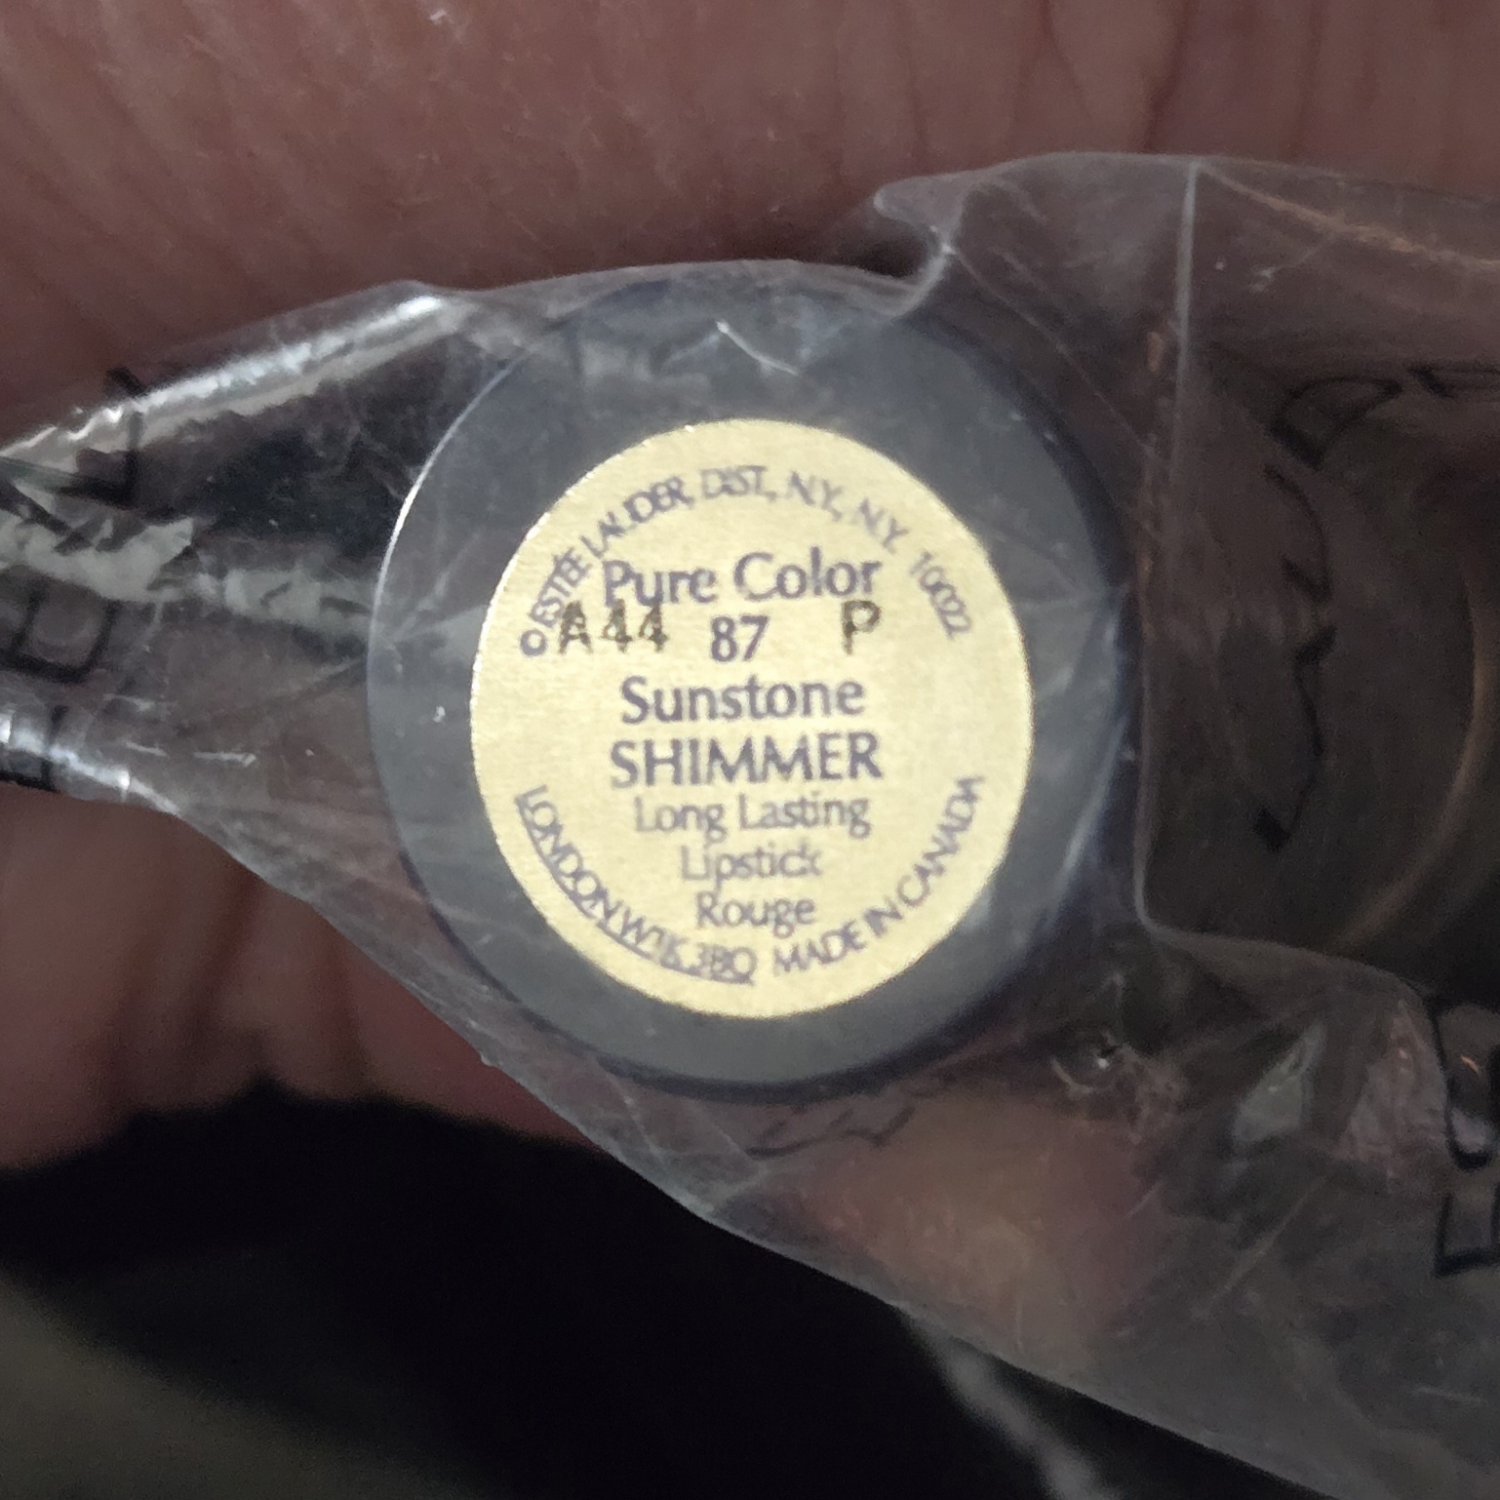 © ESTÉE LAUDER, DIST., N.Y., N.Y. 10022
Pure Color
A44 87 P
Sunstone
SHIMMER
Long Lasting
Lipstick
Rouge
LONDON W1K 3BQ MADE IN CANADA